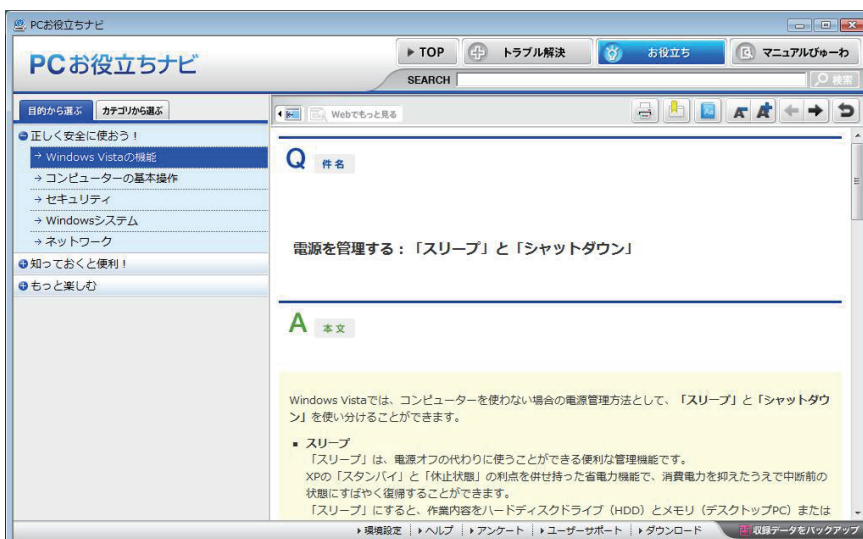 PCお役立ちナビ
PCお役立ちナビ
TOP
トラブル解決
お役立ち
マニュアルびゅーわ
SEARCH
検索
目的から選ぶ
カテゴリから選ぶ
Webでもっと見る
正しく安全に使おう！
→ Windows Vistaの機能
→ コンピューターの基本操作
→ セキュリティ
→ Windowsシステム
→ ネットワーク
知っておくと便利！
もっと楽しむ
Q 件名
電源を管理する：「スリープ」と「シャットダウン」
A 本文
Windows Vistaでは、コンピューターを使わない場合の電源管理方法として、「スリープ」と「シャットダウ
ン」を使い分けることができます。
■ スリープ
「スリープ」は、電源オフの代わりに使うことができる便利な管理機能です。
XPの「スタンバイ」と「休止状態」の利点を併せ持った省電力機能で、消費電力を抑えたうえで中断前の
状態にすばやく復帰することができます。
「スリープ」にすると、作業内容をハードディスクドライブ（HDD）とメモリ（デスクトップPC）または
環境設定
ヘルプ
アンケート
ユーザーサポート
ダウンロード
収録データをバックアップ